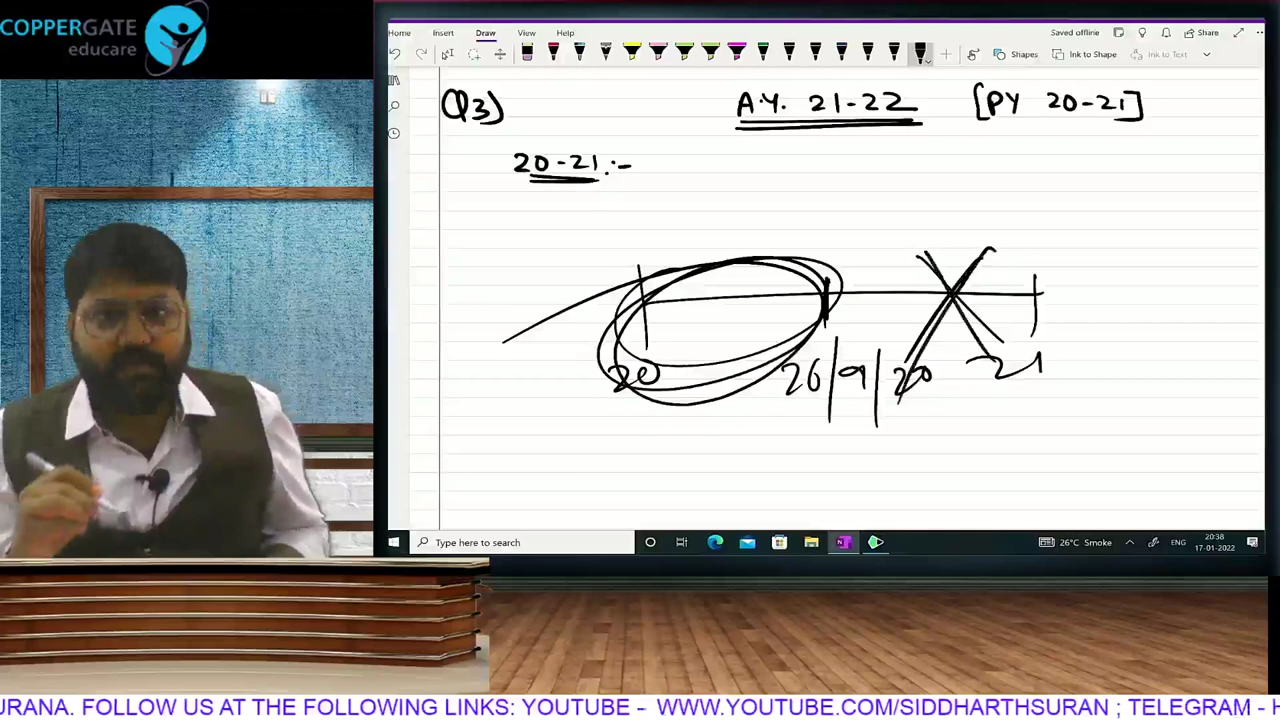 COPPERGATE
educare
Home Insert Draw View Help
Saved offline
Share
Shapes
Ink to Shape
Ink to Text
Q3)
A.Y. 21-22 [PY 20-21]
20-21:-
20 26/9/20 21
Type here to search
26°C Smoke
ENG
20:38
17-01-2022
URANA. FOLLOW US AT THE FOLLOWING LINKS: YOUTUBE - WWW.YOUTUBE.COM/SIDDHARTHSURAN ; TELEGRAM - H